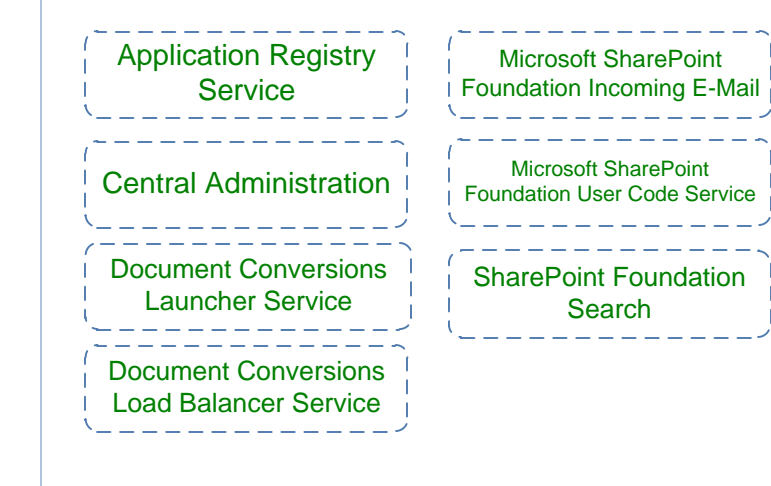 Application Registry
Service
Microsoft SharePoint
Foundation Incoming E-Mail
Central Administration
Microsoft SharePoint
Foundation User Code Service
Document Conversions
Launcher Service
SharePoint Foundation
Search
Document Conversions
Load Balancer Service